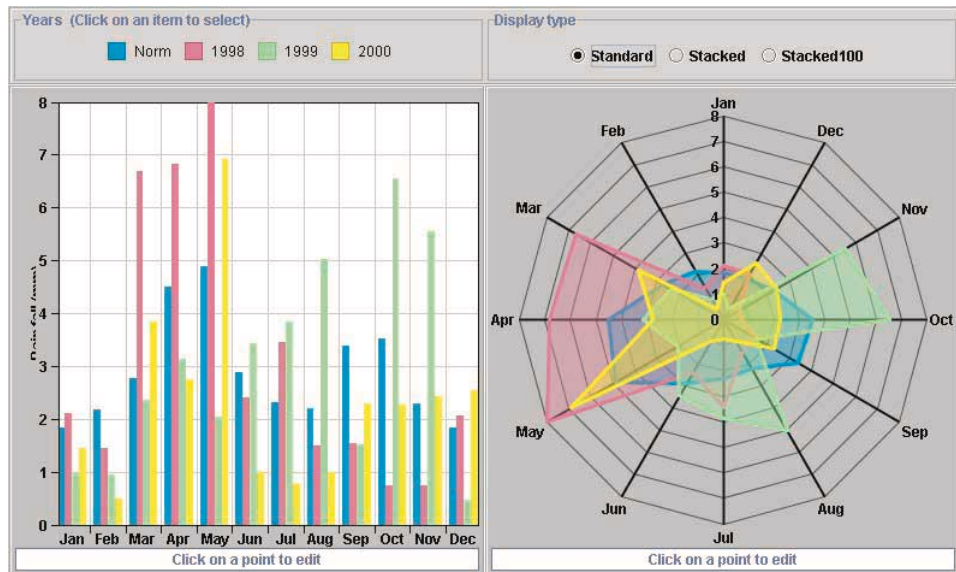 Years (Click on an item to select)
Norm 1998 1999 2000
Display type
Standard Stacked Stacked100
8
7
6
5
4
3
2
1
0
Jan Feb Mar Apr May Jun Jul Aug Sep Oct Nov Dec
Click on a point to edit
Jan
Feb Dec
Mar Nov
Apr Oct
May Sep
Jun Aug
Jul
8
7
6
5
4
3
2
1
0
Click on a point to edit